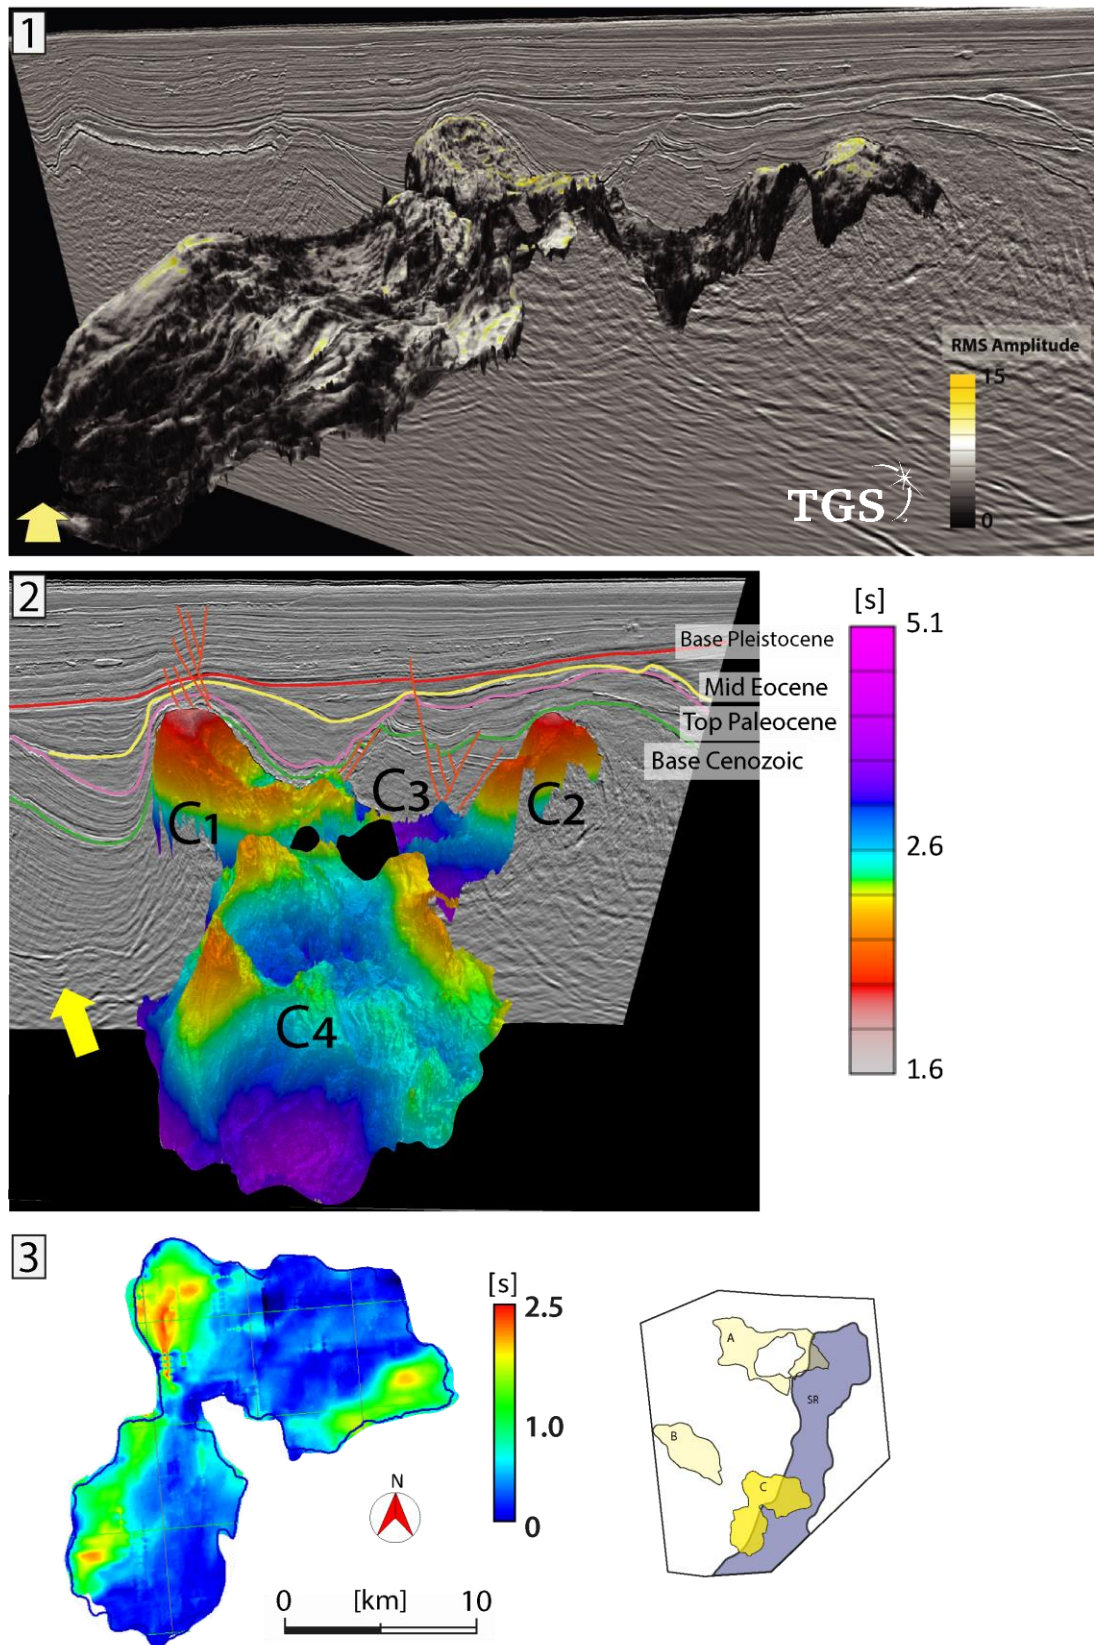 1
RMS Amplitude
15
TGS
0
2
[s]
5.1
Base Pleistocene
Mid Eocene
Top Paleocene
Base Cenozoic
C3
C1
C2
2.6
C4
1.6
3
[s]
2.5
1.0
0
N
0 [km] 10
A
SR
B
C